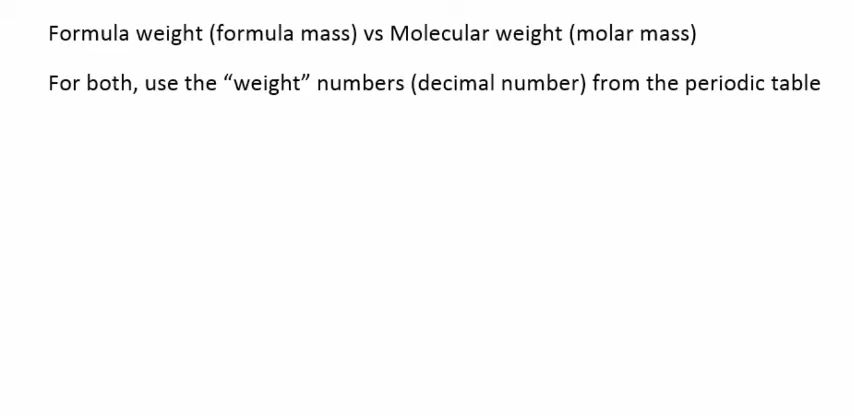 Formula weight (formula mass) vs Molecular weight (molar mass)
For both, use the “weight” numbers (decimal number) from the periodic table